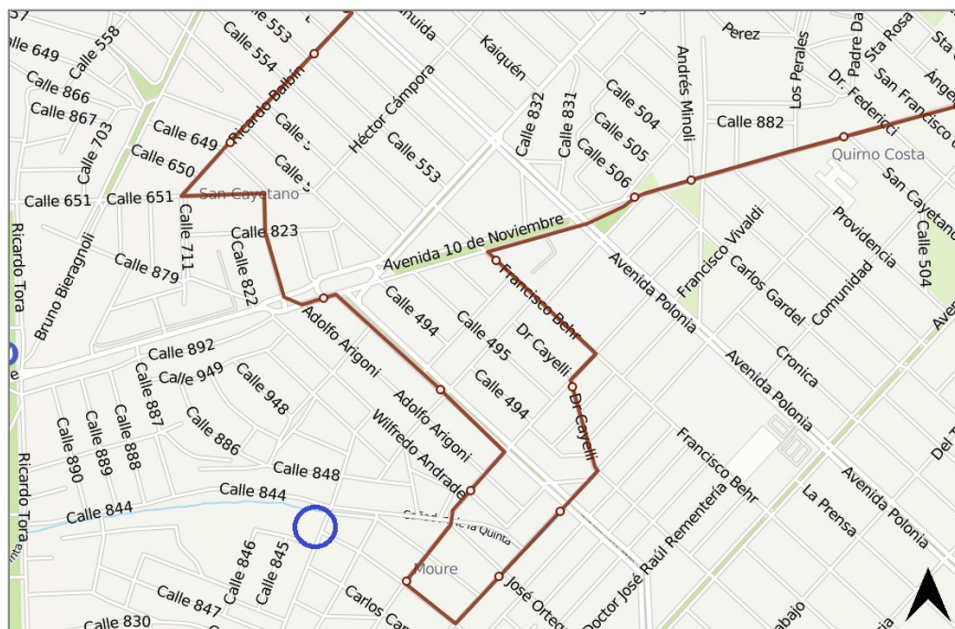 57
Calle 558
Calle 553
Kaiquén
Perez
Los Perales
Padre Da
Sta Rosa
Calle 649
Calle 554
Andrés Minoli
Dr. Federicci
San Francisco
Calle 866
Calle 867
Héctor Cámpora
Calle 832
Calle 831
Calle 504
Calle 703
Calle 649
Ricardo Balbín
Calle 882
Calle 505
Calle 650
Calle 553
Calle 506
Quirno Costa
Calle 651
Calle 651
San Cayetano
San Cayetano
Calle 711
Calle 823
Avenida 10 de Noviembre
Francisco Vivaldi
Providencia
Calle 504
Ricardo Tora
Bruno Bieragnoli
Calle 879
Calle 822
Avenida Polonia
Carlos Gardel
Comunidad
Francisco Behr
Calle 494
Adolfo Arigoni
Calle 495
Dr Cayelli
Calle 892
Calle 949
Cronica
Avenida Polonia
Calle 948
Calle 887
Calle 494
Adolfo Arigoni
Dr Cayelli
Calle 890
Calle 889
Calle 888
Calle 886
Wilfredo Andrade
Francisco Behr
Calle 848
Ricardo Tora
Calle 844
Calle 844
La Prensa
Avenida Polonia
Doctor José Raúl Rementería
Calle 846
Calle 845
Moure
José Ortega
Calle 847
Carlos
Calle 830